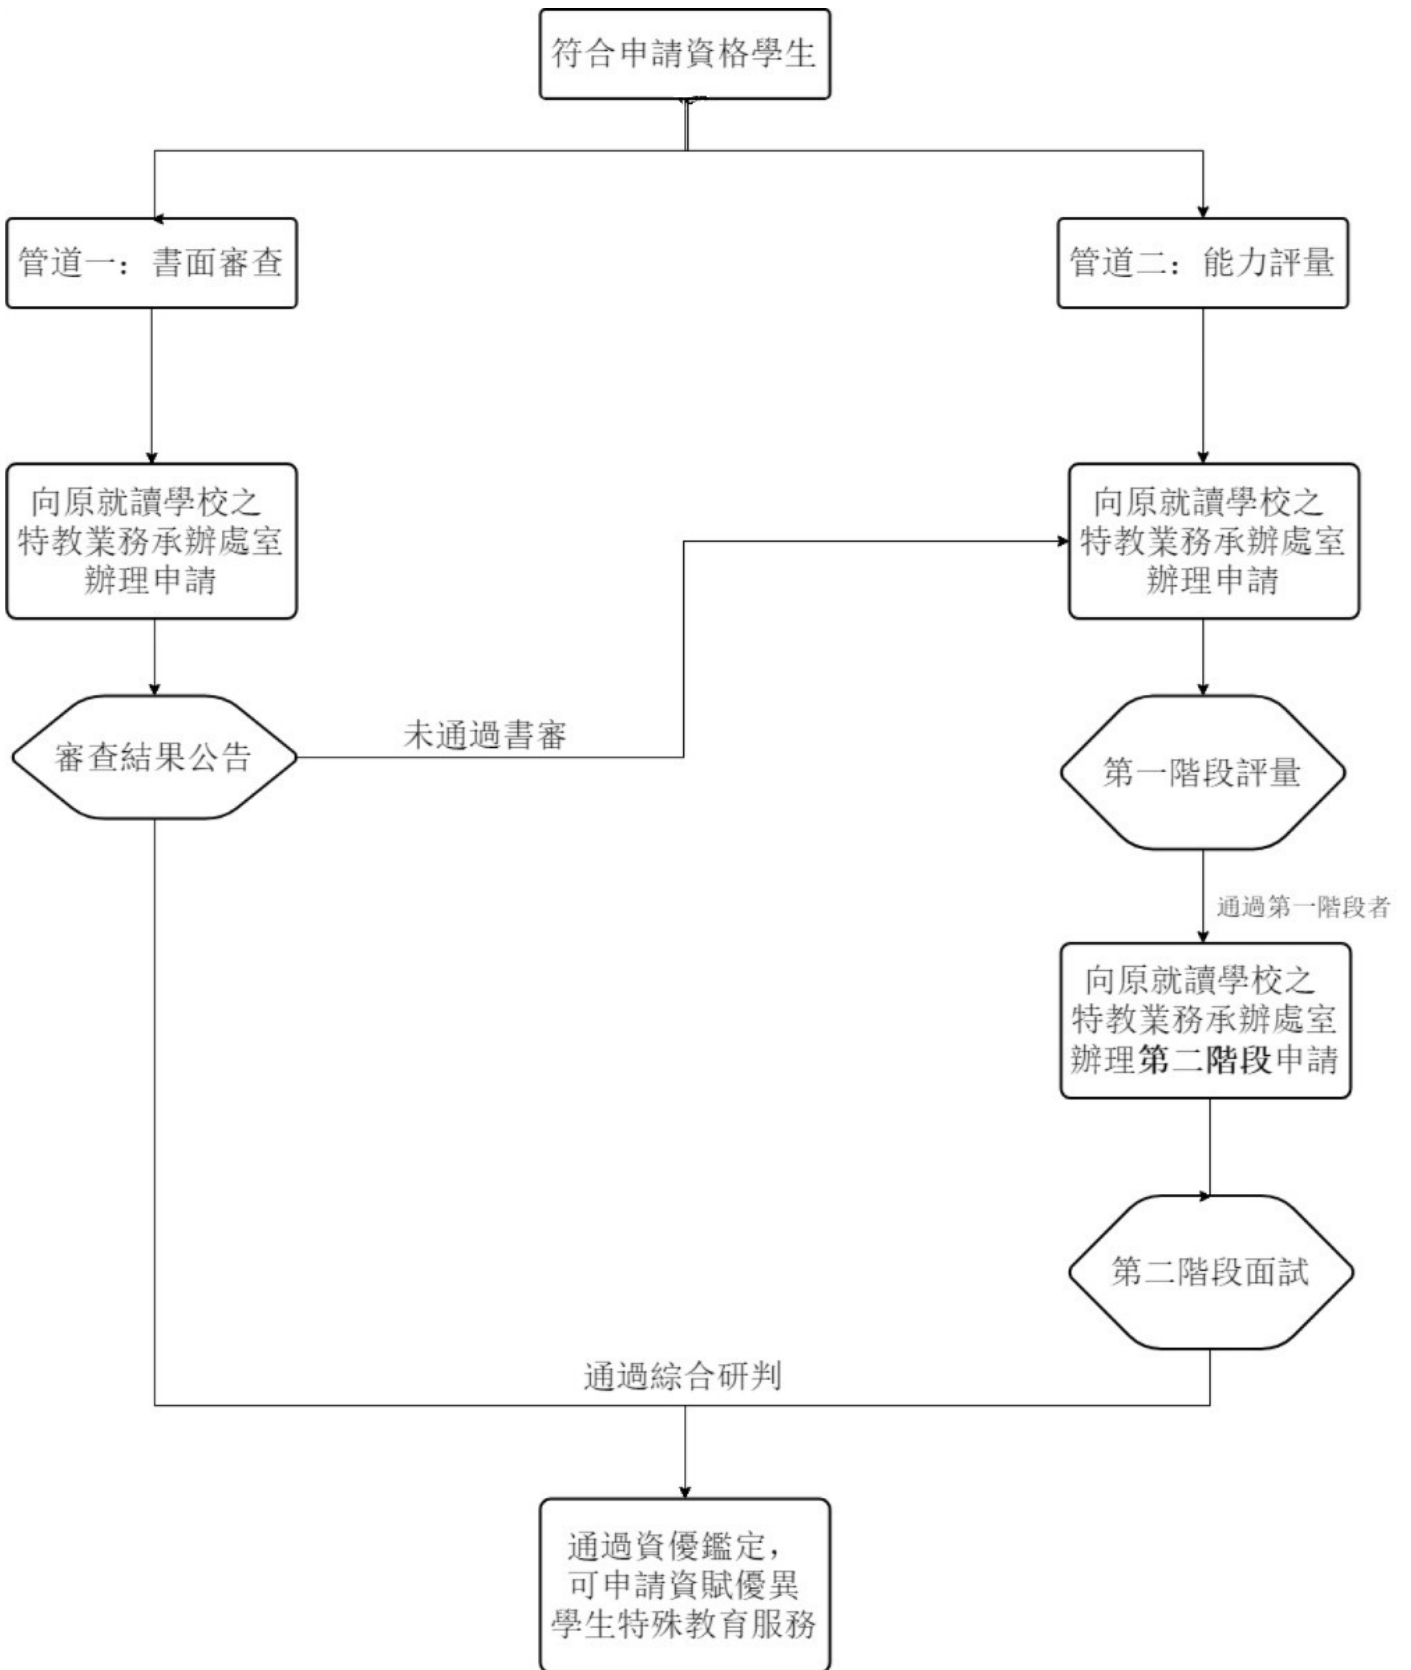 符合申請資格學生
管道一：書面審查
管道二：能力評量
向原就讀學校之
特教業務承辦處室
辦理申請
向原就讀學校之
特教業務承辦處室
辦理申請
審查結果公告
未通過書審
第一階段評量
通過第一階段者
向原就讀學校之
特教業務承辦處室
辦理第二階段申請
第二階段面試
通過綜合研判
通過資優鑑定，
可申請資賦優異
學生特殊教育服務